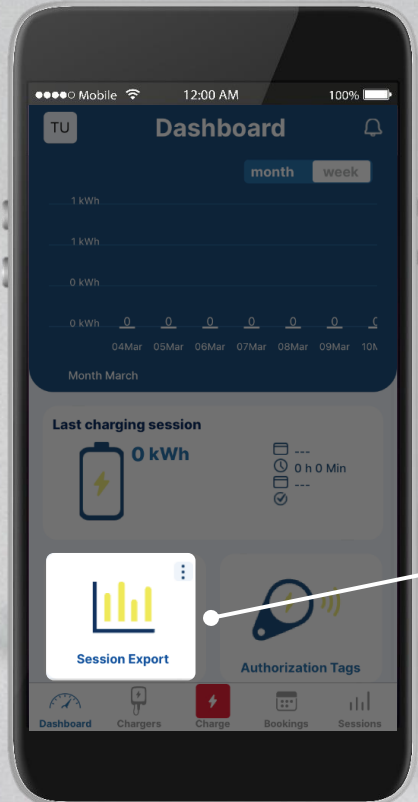 Mobile 12:00 AM 100%
TU Dashboard
month week
1 kWh
1 kWh
0 kWh
0 kWh 0 0 0 0 0 0 0
04Mar 05Mar 06Mar 07Mar 08Mar 09Mar 10M
Month March
Last charging session
0 kWh
---
0 h 0 Min
---
Session Export
Authorization Tags
Dashboard Chargers Charge Bookings Sessions